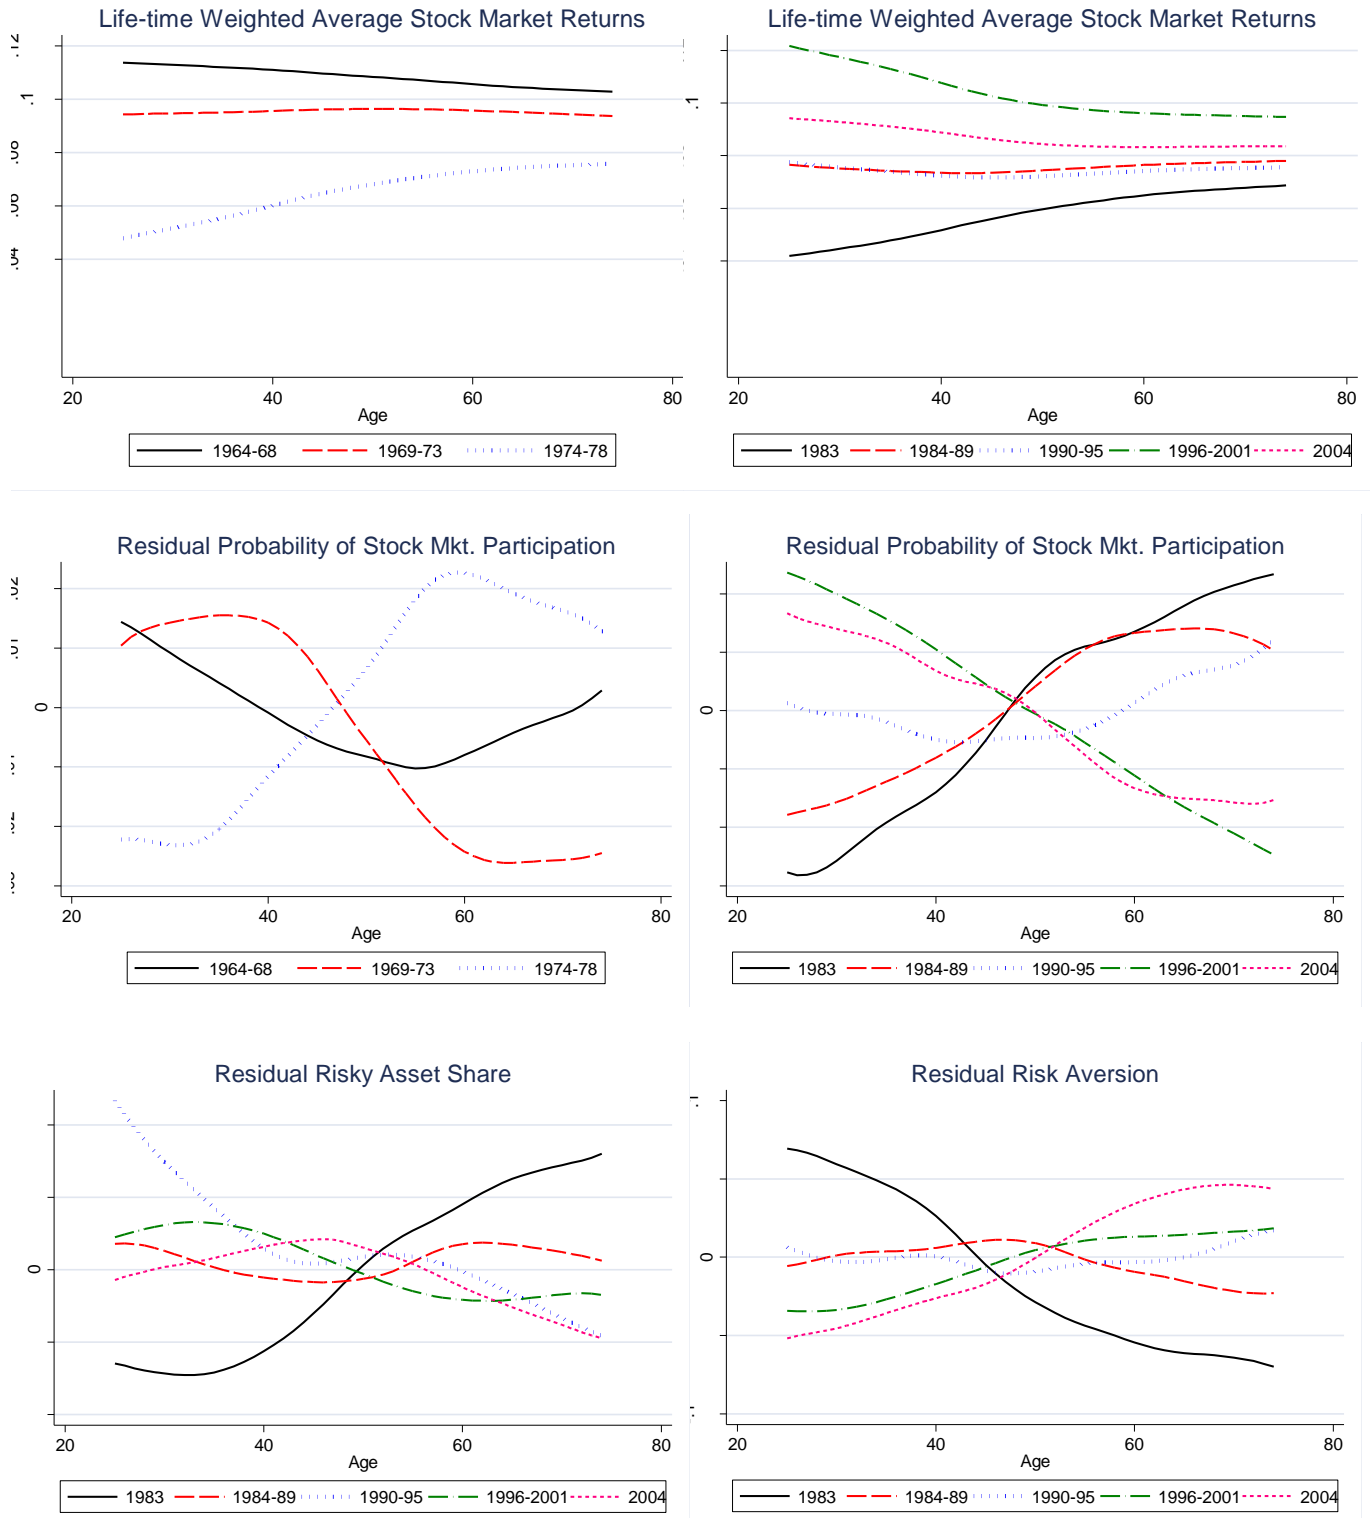 Life-time Weighted Average Stock Market Returns
.1
20 40 60 80
Age
1964-68 1969-73 1974-78
Life-time Weighted Average Stock Market Returns
.1
20 40 60 80
Age
1983 1984-89 1990-95 1996-2001 2004
Residual Probability of Stock Mkt. Participation
0
20 40 60 80
Age
1964-68 1969-73 1974-78
Residual Probability of Stock Mkt. Participation
0
20 40 60 80
Age
1983 1984-89 1990-95 1996-2001 2004
Residual Risky Asset Share
0
20 40 60 80
Age
1983 1984-89 1990-95 1996-2001 2004
Residual Risk Aversion
0
20 40 60 80
Age
1983 1984-89 1990-95 1996-2001 2004